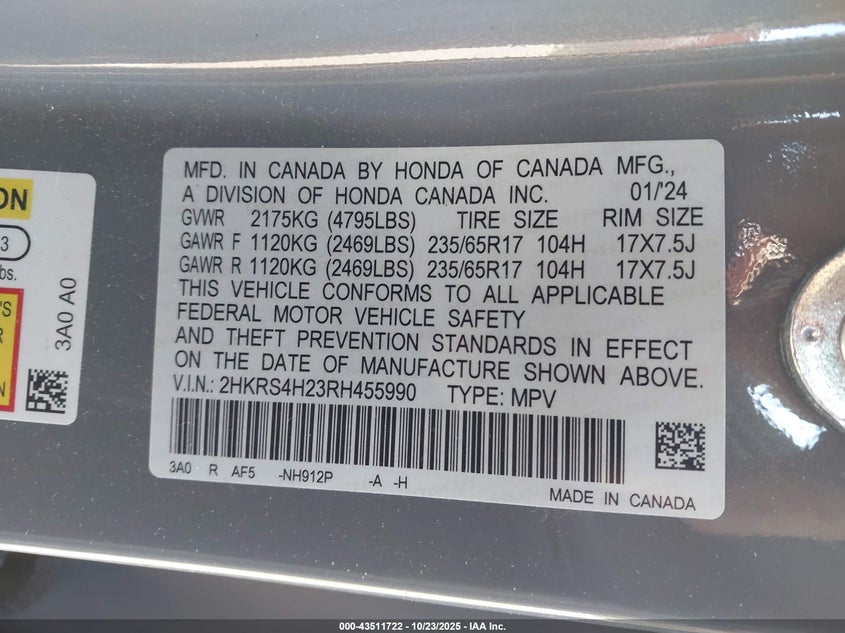 ON
3
bs.
'S
R
N
3A0 A0
MFD. IN CANADA BY HONDA OF CANADA MFG.,
A DIVISION OF HONDA CANADA INC. 01/'24
GVWR 2175KG (4795LBS) TIRE SIZE RIM SIZE
GAWR F 1120KG (2469LBS) 235/65R17 104H 17X7.5J
GAWR R 1120KG (2469LBS) 235/65R17 104H 17X7.5J
THIS VEHICLE CONFORMS TO ALL APPLICABLE
FEDERAL MOTOR VEHICLE SAFETY
AND THEFT PREVENTION STANDARDS IN EFFECT
ON THE DATE OF MANUFACTURE SHOWN ABOVE.
V.I.N.: 2HKRS4H23RH455990 TYPE: MPV
3A0 R AF5 -NH912P -A -H
MADE IN CANADA
000-43511722 - 10/23/2025 - IAA Inc.